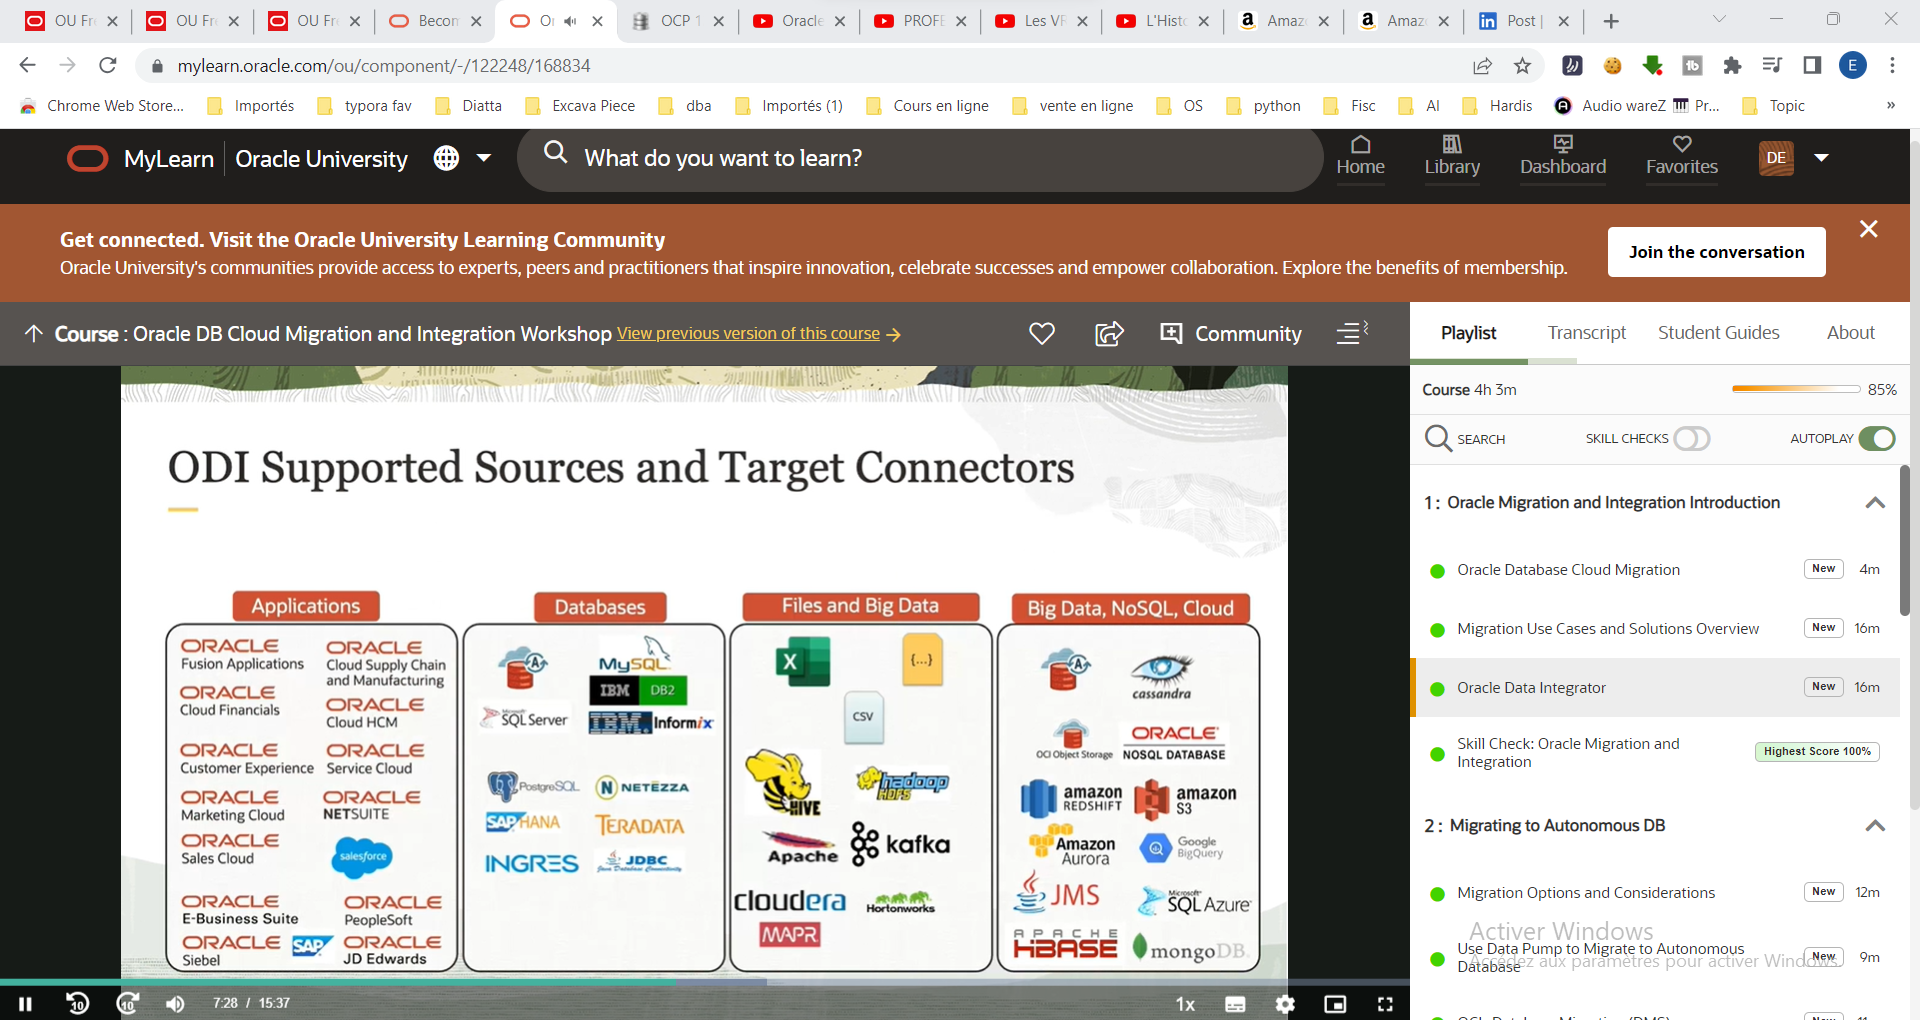 OU Fr
OU Fr
OU Fr
Becom
Or
OCP 1
Oracle
PROFE
Les VR
L'Histo
Amaz
Amaz
Post |
mylearn.oracle.com/ou/component/-/122248/168834
E
Chrome Web Store...
Importés
typora fav
Diatta
Excava Piece
dba
Importés (1)
Cours en ligne
vente en ligne
OS
python
Fisc
AI
Hardis
Audio wareZ
Pr...
Topic
»
MyLearn
Oracle University
What do you want to learn?
Home
Library
Dashboard
Favorites
DE
Get connected. Visit the Oracle University Learning Community
Oracle University's communities provide access to experts, peers and practitioners that inspire innovation, celebrate successes and empower collaboration. Explore the benefits of membership.
Join the conversation
Course : Oracle DB Cloud Migration and Integration Workshop View previous version of this course
Community
Playlist
Transcript
Student Guides
About
Course 4h 3m
85%
SEARCH
SKILL CHECKS
AUTOPLAY
1 : Oracle Migration and Integration Introduction
Oracle Database Cloud Migration
New
4m
Migration Use Cases and Solutions Overview
New
16m
Oracle Data Integrator
New
16m
Skill Check: Oracle Migration and
Integration
Highest Score 100%
2 : Migrating to Autonomous DB
Migration Options and Considerations
New
12m
Use Data Pump to Migrate to Autonomous
Database
New
9m
Activer Windows
Accédez aux paramètres pour activer Windows.
ODI Supported Sources and Target Connectors
Applications
ORACLE
Fusion Applications
ORACLE
Cloud Supply Chain
and Manufacturing
ORACLE
Cloud Financials
ORACLE
Cloud HCM
ORACLE
Customer Experience
ORACLE
Service Cloud
ORACLE
Marketing Cloud
ORACLE
NETSUITE
ORACLE
Sales Cloud
salesforce
ORACLE
E-Business Suite
ORACLE
PeopleSoft
ORACLE
Siebel
SAP
ORACLE
JD Edwards
Databases
A
MySQL
IBM DB2
Microsoft
SQL Server
IBM Informix
PostgreSQL
N NETEZZA
SAP HANA
TERADATA
INGRES
JDBC
Java Database Connectivity
Files and Big Data
X
{...}
CSV
HIVE
hadoop
HDFS
Apache
kafka
cloudera
Hortonworks
MAPR
Big Data, NoSQL, Cloud
A
cassandra
OCI Object Storage
ORACLE
NOSQL DATABASE
amazon
REDSHIFT
amazon
S3
Amazon
Aurora
Google
BigQuery
JMS
Microsoft
SQL Azure
APACHE
HBASE
mongoDB.
10
10
7:28 / 15:37
1x